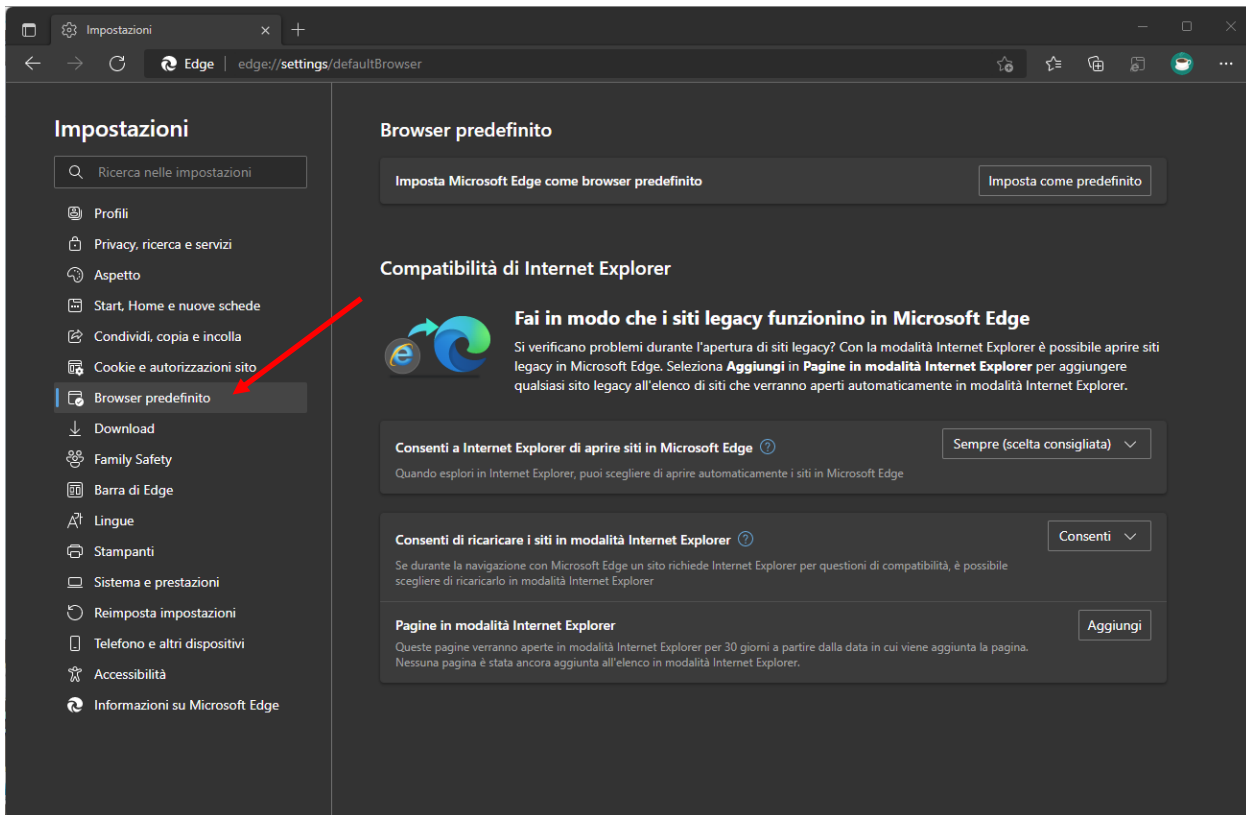 Impostazioni
Edge edge://settings/defaultBrowser
Impostazioni
Ricerca nelle impostazioni
Profili
Privacy, ricerca e servizi
Aspetto
Start, Home e nuove schede
Condividi, copia e incolla
Cookie e autorizzazioni sito
Browser predefinito
Download
Family Safety
Barra di Edge
Lingue
Stampanti
Sistema e prestazioni
Reimposta impostazioni
Telefono e altri dispositivi
Accessibilità
Informazioni su Microsoft Edge
Browser predefinito
Imposta Microsoft Edge come browser predefinito
Imposta come predefinito
Compatibilità di Internet Explorer
Fai in modo che i siti legacy funzionino in Microsoft Edge
Si verificano problemi durante l'apertura di siti legacy? Con la modalità Internet Explorer è possibile aprire siti
legacy in Microsoft Edge. Seleziona Aggiungi in Pagine in modalità Internet Explorer per aggiungere
qualsiasi sito legacy all'elenco di siti che verranno aperti automaticamente in modalità Internet Explorer.
Consenti a Internet Explorer di aprire siti in Microsoft Edge
Sempre (scelta consigliata)
Quando esplori in Internet Explorer, puoi scegliere di aprire automaticamente i siti in Microsoft Edge
Consenti di ricaricare i siti in modalità Internet Explorer
Consenti
Se durante la navigazione con Microsoft Edge un sito richiede Internet Explorer per questioni di compatibilità, è possibile
scegliere di ricaricarlo in modalità Internet Explorer
Pagine in modalità Internet Explorer
Aggiungi
Queste pagine verranno aperte in modalità Internet Explorer per 30 giorni a partire dalla data in cui viene aggiunta la pagina.
Nessuna pagina è stata ancora aggiunta all'elenco in modalità Internet Explorer.